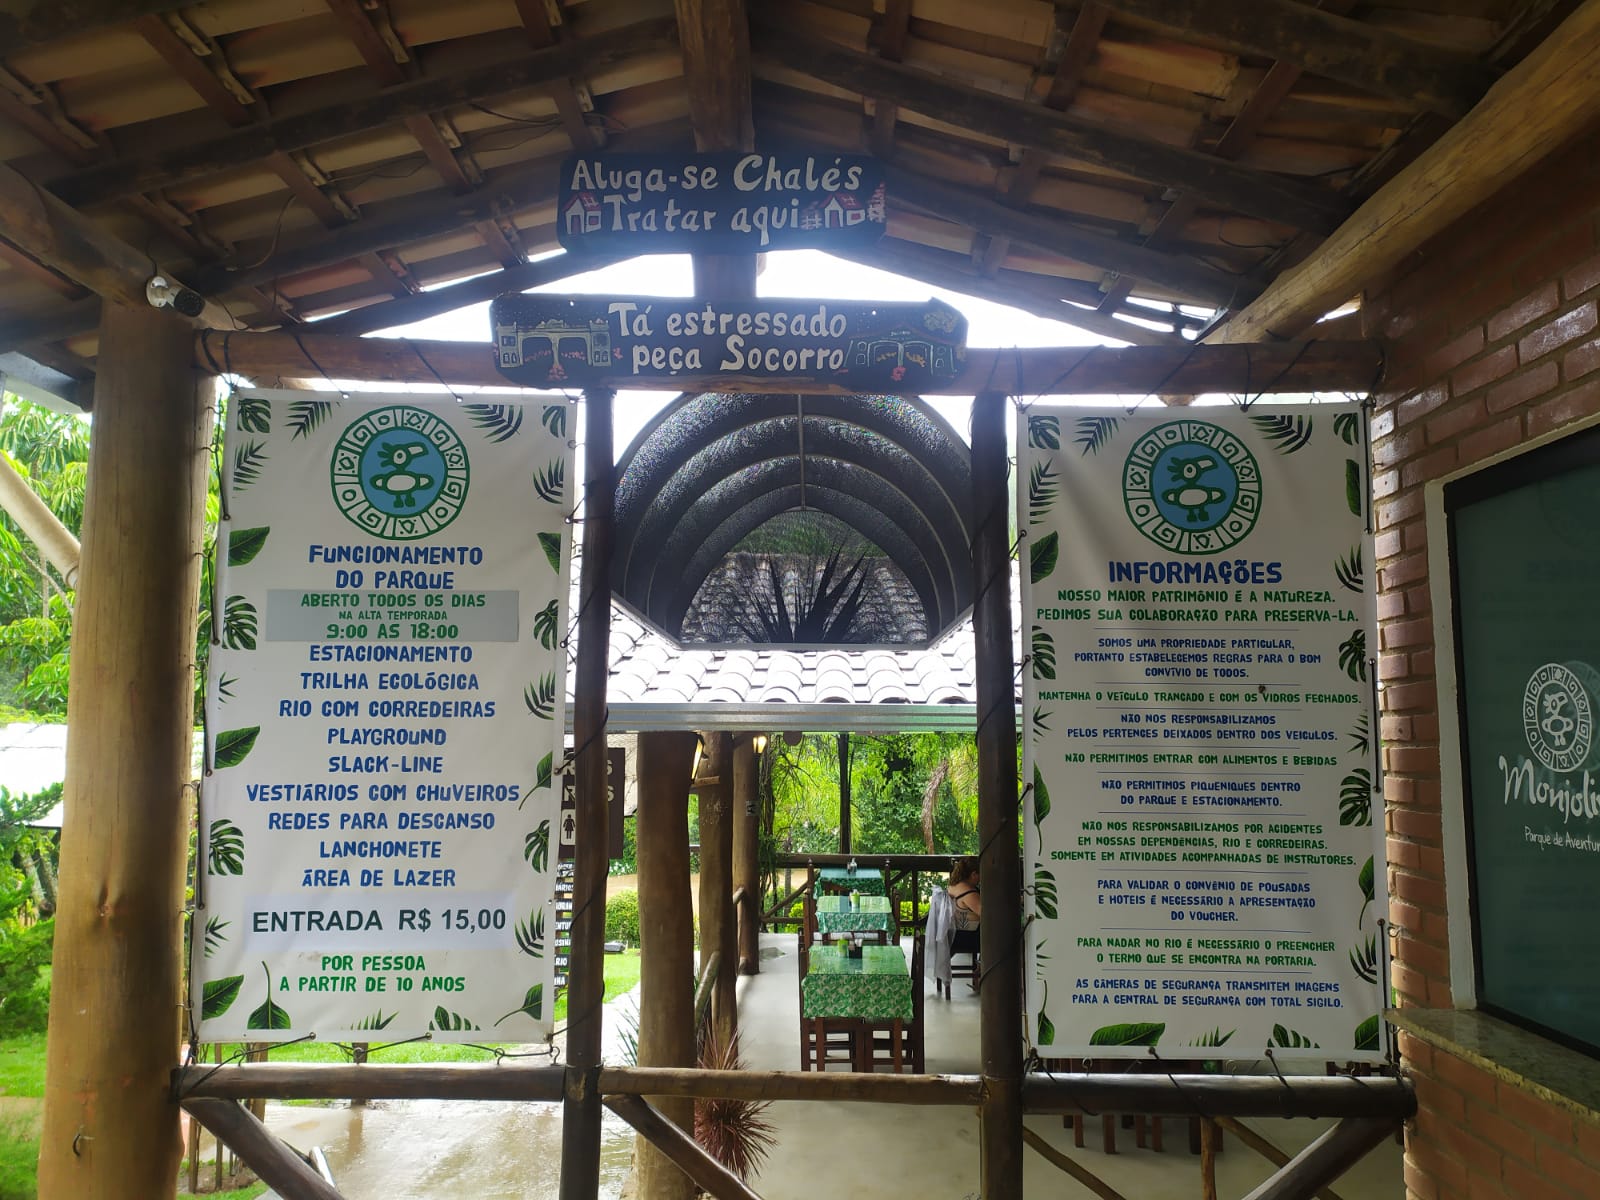 Aluga-se Chalés
Tratar aqui
Tá estressado
peça Socorro
FUNCIONAMENTO
DO PARQUE
ABERTO TODOS OS DIAS
NA ALTA TEMPORADA
9:00 AS 18:00
ESTACIONAMENTO
TRILHA ECOLÓGICA
RIO COM CORREDEIRAS
PLAYGROUND
SLACK-LINE
VESTIÁRIOS COM CHUVEIROS
REDES PARA DESCANSO
LANCHONETE
ÁREA DE LAZER
ENTRADA R$ 15,00
POR PESSOA
A PARTIR DE 10 ANOS
INFORMAÇÕES
NOSSO MAIOR PATRIMÔNIO É A NATUREZA.
PEDIMOS SUA COLABORAÇÃO PARA PRESERVA-LA.
SOMOS UMA PROPRIEDADE PARTICULAR,
PORTANTO ESTABELECEMOS REGRAS PARA O BOM
CONVÍVIO DE TODOS.
MANTENHA O VEÍCULO TRANCADO E COM OS VIDROS FECHADOS.
NÃO NOS RESPONSABILIZAMOS
PELOS PERTENCES DEIXADOS DENTRO DOS VEICULOS.
NÃO PERMITIMOS ENTRAR COM ALIMENTOS E BEBIDAS
NÃO PERMITIMOS PIQUENIQUES DENTRO
DO PARQUE E ESTACIONAMENTO.
NÃO NOS RESPONSABILIZAMOS POR ACIDENTES
EM NOSSAS DEPENDÊNCIAS, RIO E CORREDEIRAS.
SOMENTE EM ATIVIDADES ACOMPANHADAS DE INSTRUTORES.
PARA VALIDAR O CONVÊNIO DE POUSADAS
E HOTEIS É NECESSÁRIO A APRESENTAÇÃO
DO VOUCHER.
PARA NADAR NO RIO É NECESSÁRIO O PREENCHER
O TERMO QUE SE ENCONTRA NA PORTARIA.
AS CÂMERAS DE SEGURANÇA TRANSMITEM IMAGENS
PARA A CENTRAL DE SEGURANÇA COM TOTAL SIGILO.
Monjoli
Parque de Aventur